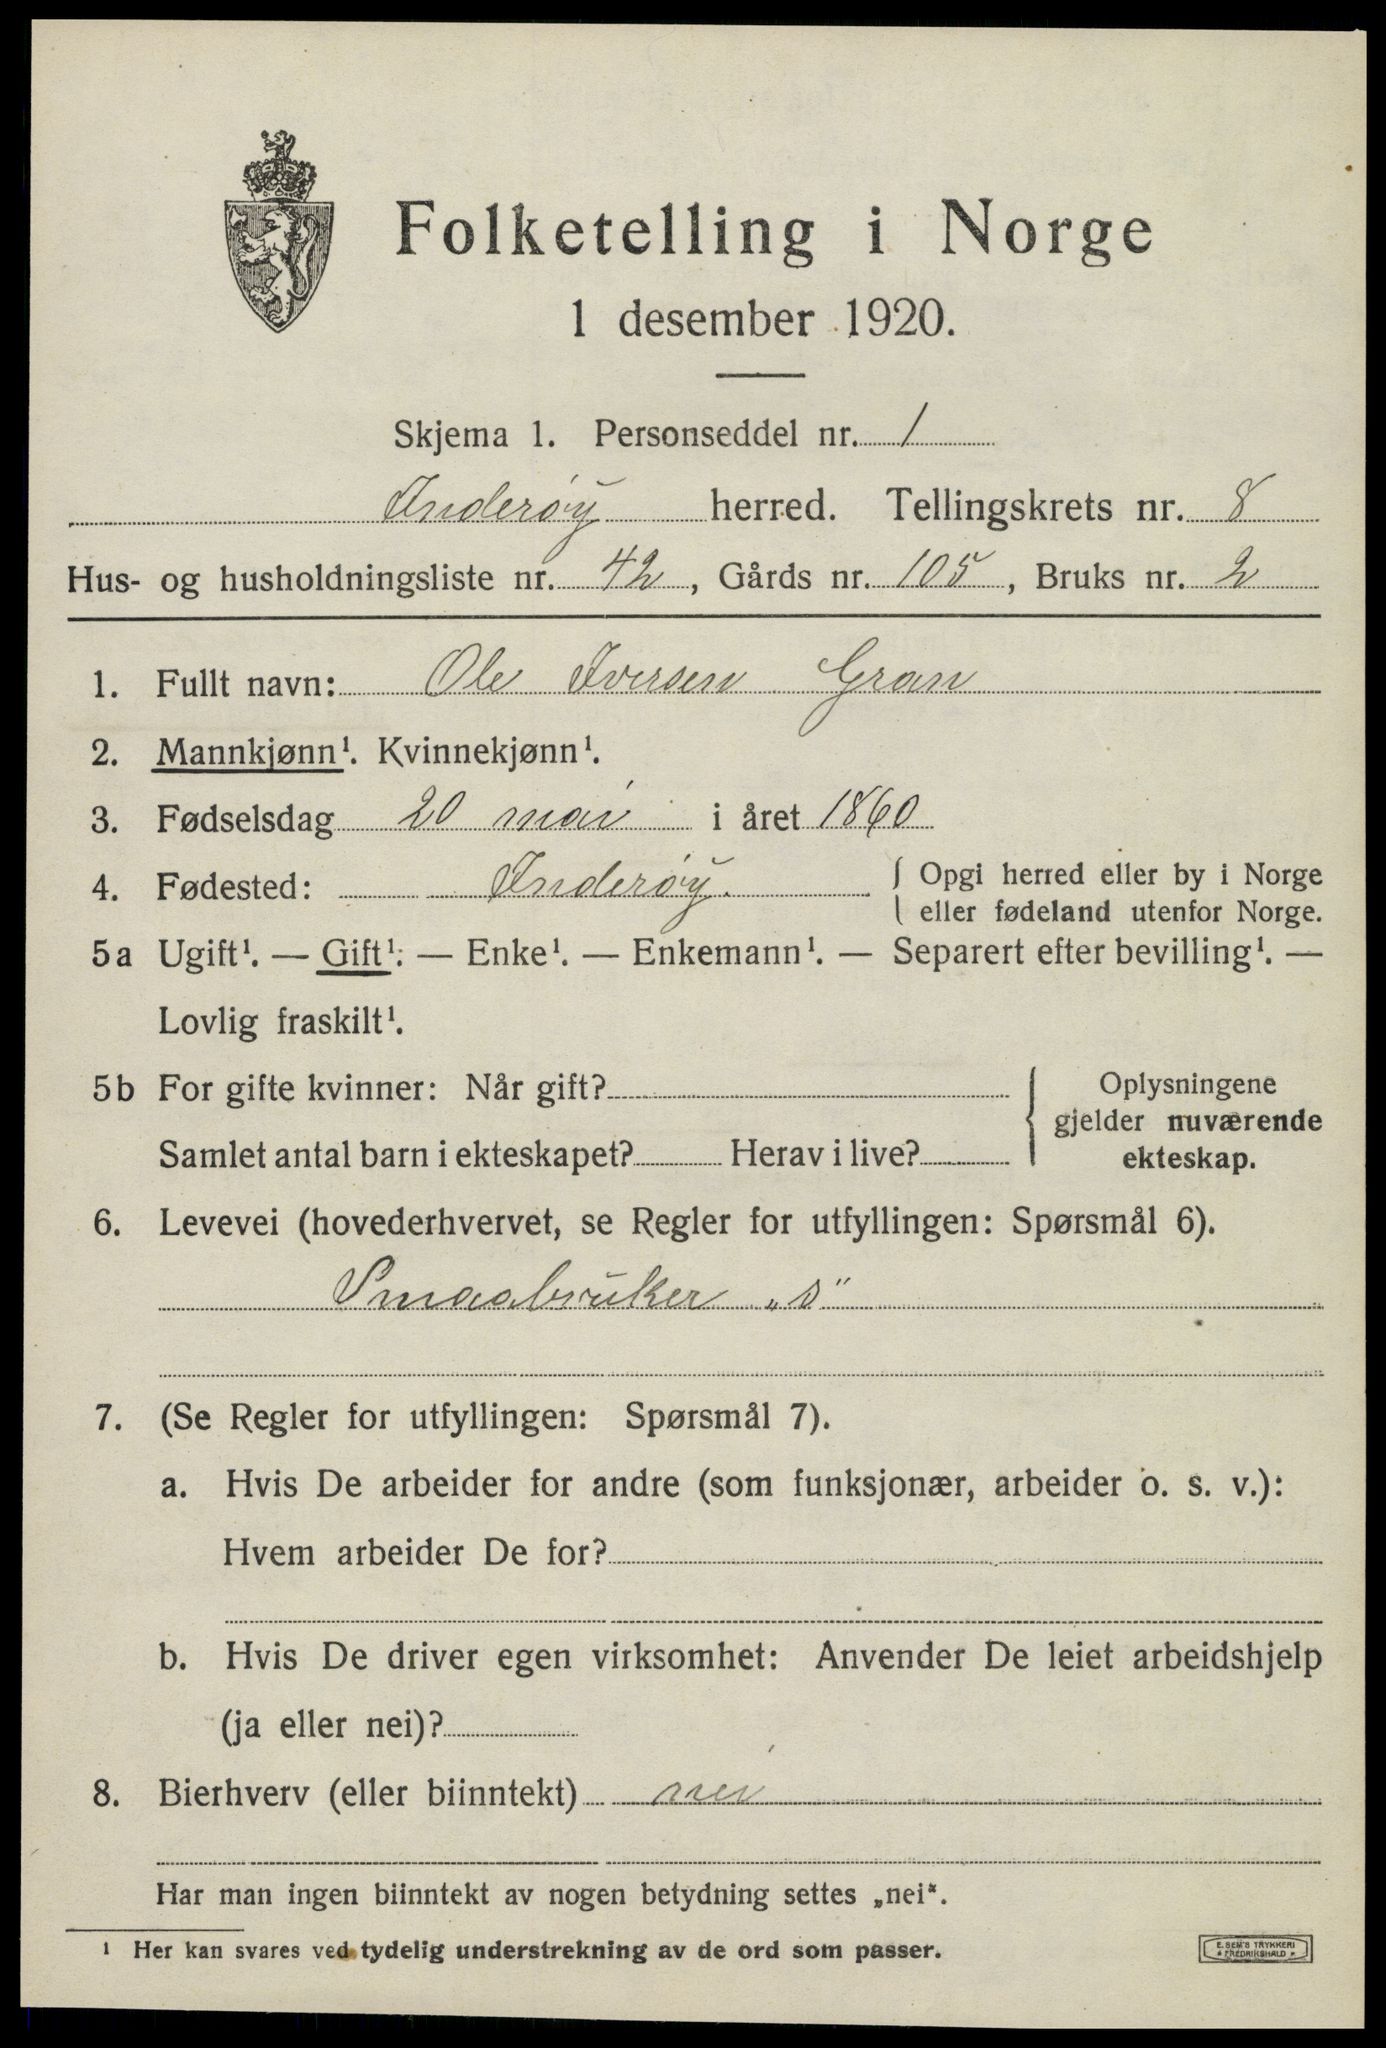 Folketelling i Norge
1 desember 1920.
Skjema 1. Personseddel nr. 1
Inderøy herred. Tellingskrets nr. 8
Hus- og husholdningsliste nr. 42, Gårds nr. 105, Bruks nr. 2
1. Fullt navn: Ole Iversen Gran
2. Mannkjønn¹. Kvinnekjønn¹.
3. Fødselsdag 20 mai i året 1860
4. Fødested: Inderøy. { Opgi herred eller by i Norge
eller fødeland utenfor Norge.
5a Ugift¹. — Gift¹. — Enke¹. — Enkemann¹. — Separert efter bevilling¹. —
Lovlig fraskilt¹.
5b For gifte kvinner: Når gift? { Oplysningene
gjelder nuværende
Samlet antal barn i ekteskapet? Herav i live? ekteskap.
6. Levevei (hovederhvervet, se Regler for utfyllingen: Spørsmål 6).
Smaabruker „s"
7. (Se Regler for utfyllingen: Spørsmål 7).
a. Hvis De arbeider for andre (som funksjonær, arbeider o. s. v.):
Hvem arbeider De for?
b. Hvis De driver egen virksomhet: Anvender De leiet arbeidshjelp
(ja eller nei)?
8. Bierhverv (eller biinntekt) nei
Har man ingen biinntekt av nogen betydning settes „nei".
¹ Her kan svares ved tydelig understrekning av de ord som passer.
E. SEM'S TRYKKERI
FREDRIKSHALD